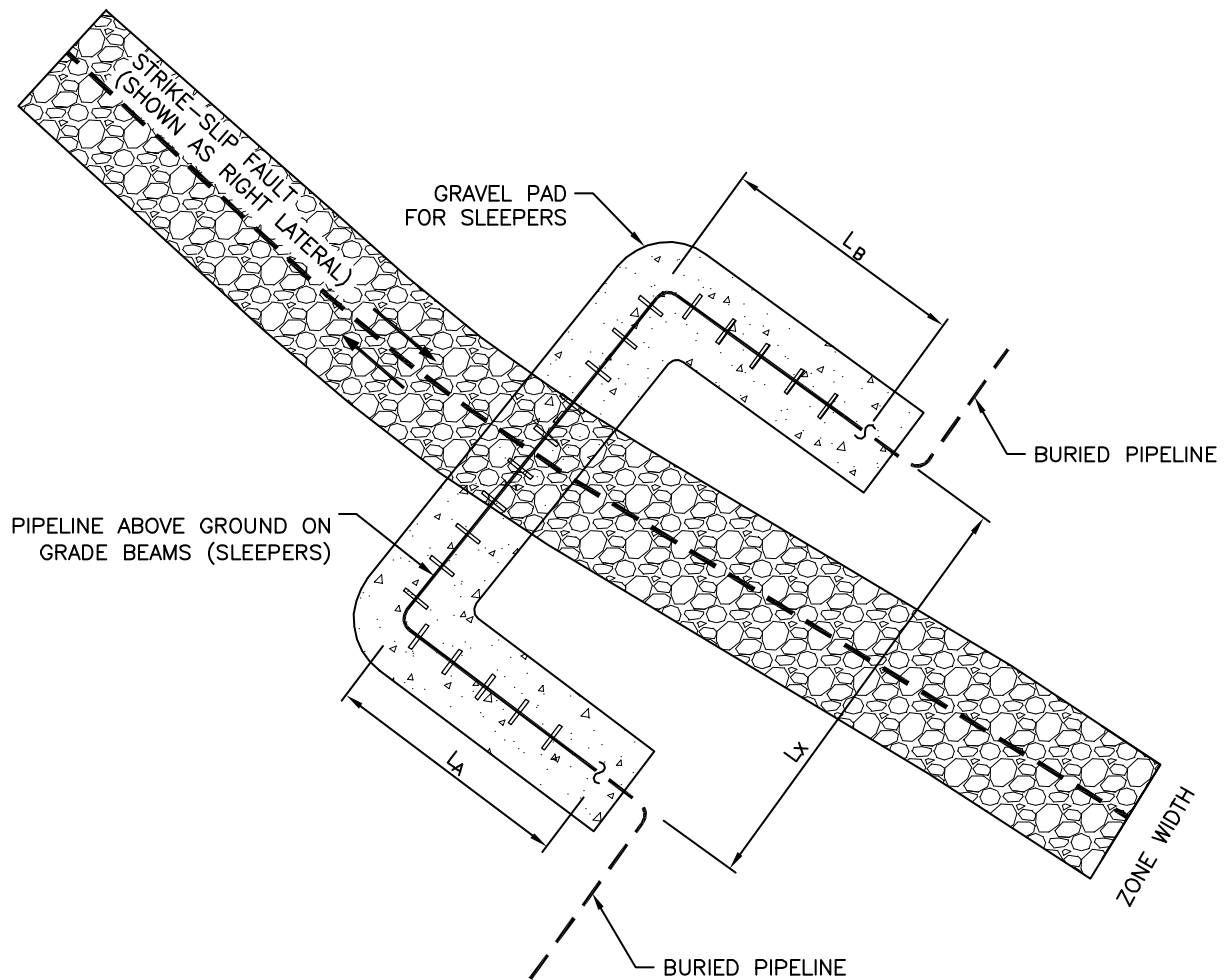 STRIKE-SLIP FAULT
(SHOWN AS
RIGHT LATERAL)
GRAVEL PAD
FOR SLEEPERS
LB
BURIED PIPELINE
PIPELINE ABOVE GROUND ON
GRADE BEAMS (SLEEPERS)
LX
LA
ZONE WIDTH
BURIED PIPELINE